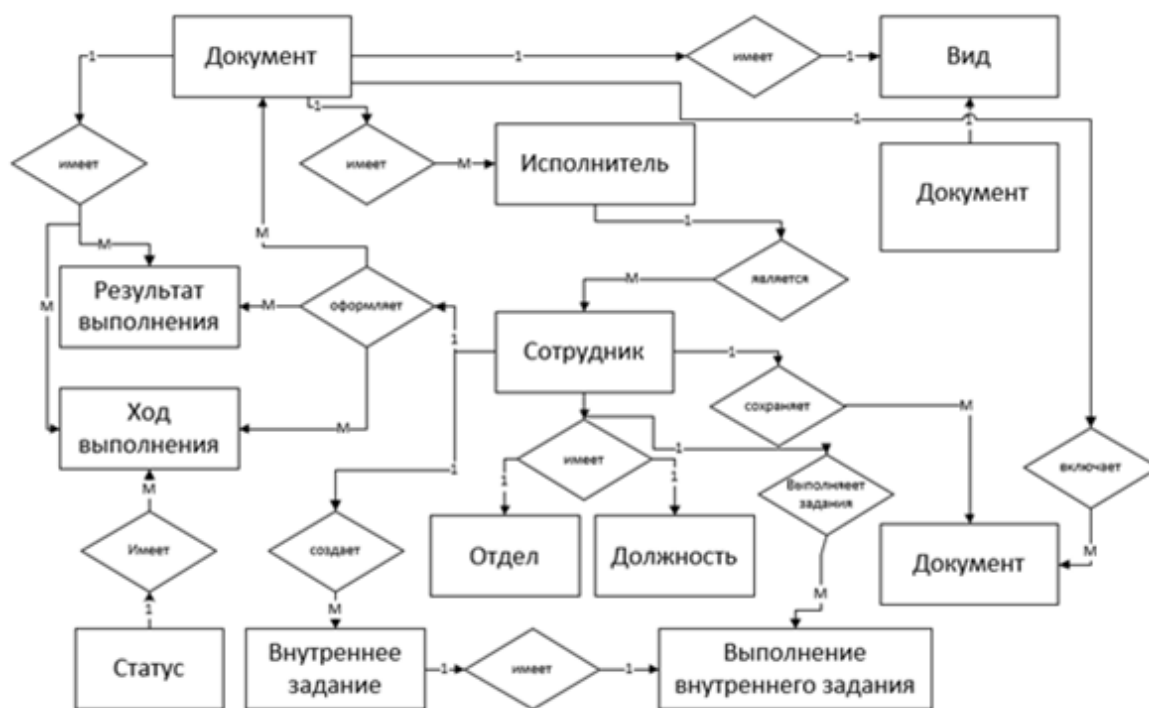 Документ
1
имеет
1
Вид
1
имеет
1
имеет
М
Исполнитель
1
1
Документ
1
является
М
М
М
Результат
выполнения
М
оформляет
1
М
Сотрудник
1
сохраняет
М
Ход
выполнения
М
1
1
имеет
1
1
Выполняеет
задания
включает
М
Имеет
1
создает
М
Отдел
Должность
М
Документ
М
Статус
Внутреннее
задание
1
имеет
1
Выполнение
внутреннего задания